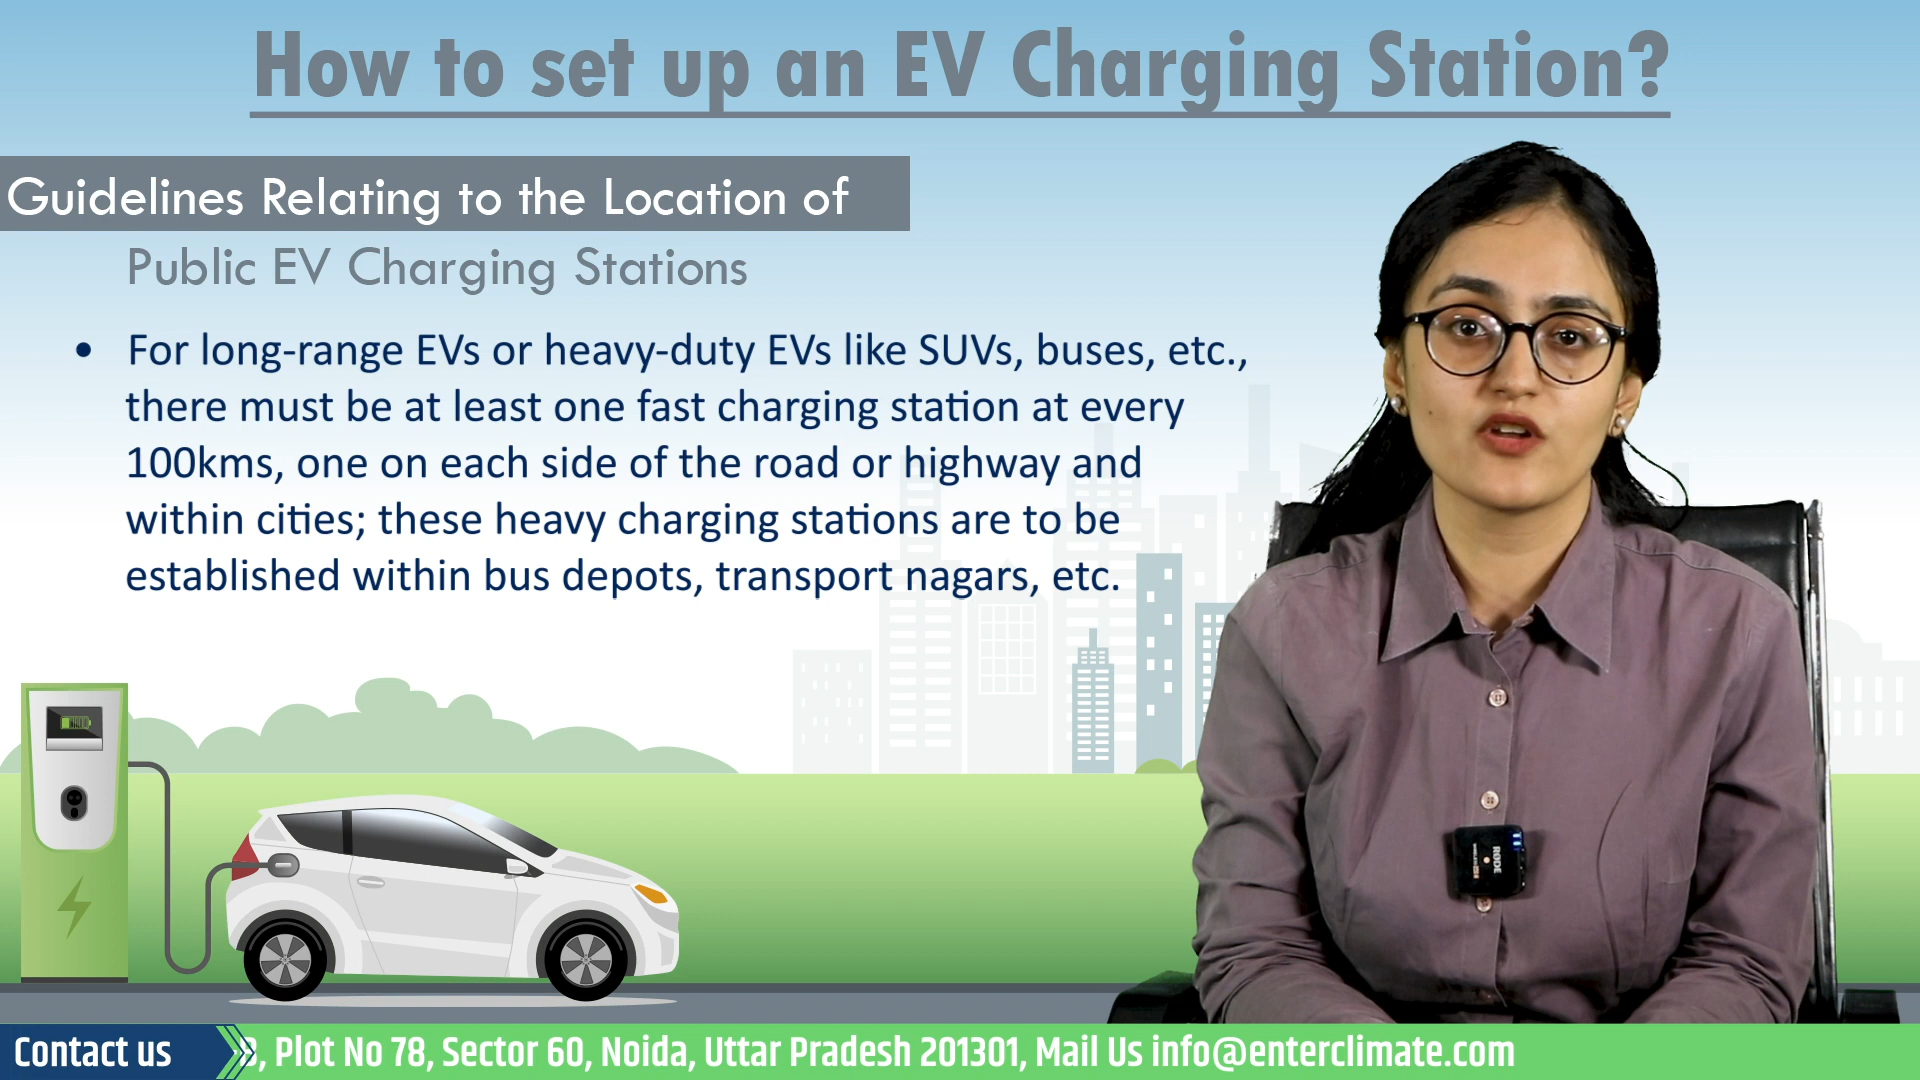 How to set up an EV Charging Station?
Guidelines Relating to the Location of
Public EV Charging Stations
• For long-range EVs or heavy-duty EVs like SUVs, buses, etc.,
there must be at least one fast charging station at every
100kms, one on each side of the road or highway and
within cities; these heavy charging stations are to be
established within bus depots, transport nagars, etc.
RODE
Contact us
, Plot No 78, Sector 60, Noida, Uttar Pradesh 201301, Mail Us info@enterclimate.com